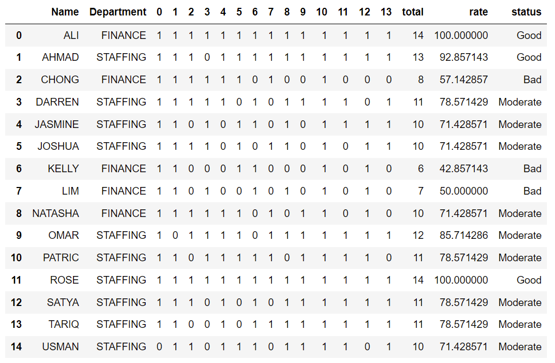 Name Department 0 1 2 3 4 5 6 7 8 9 10 11 12 13 total rate status
0 ALI FINANCE 1 1 1 1 1 1 1 1 1 1 1 1 1 1 14 100.000000 Good
1 AHMAD STAFFING 1 1 1 0 1 1 1 1 1 1 1 1 1 1 13 92.857143 Good
2 CHONG FINANCE 1 1 1 1 1 1 0 1 0 0 1 0 0 0 8 57.142857 Bad
3 DARREN STAFFING 1 1 1 1 1 0 1 0 1 1 1 1 0 1 11 78.571429 Moderate
4 JASMINE STAFFING 1 1 0 1 0 1 1 0 1 0 1 1 1 1 10 71.428571 Moderate
5 JOSHUA STAFFING 1 1 1 1 0 1 0 1 0 1 1 1 0 1 10 71.428571 Moderate
6 KELLY FINANCE 1 1 0 0 0 1 1 0 0 0 1 0 1 0 6 42.857143 Bad
7 LIM FINANCE 1 1 0 1 0 0 1 0 1 0 1 0 1 0 7 50.000000 Bad
8 NATASHA FINANCE 1 1 1 1 1 1 0 1 0 1 1 0 1 0 10 71.428571 Moderate
9 OMAR STAFFING 1 0 1 1 1 1 0 1 1 1 1 1 1 1 12 85.714286 Moderate
10 PATRIC STAFFING 1 1 0 1 1 1 1 1 0 1 1 1 1 0 11 78.571429 Moderate
11 ROSE STAFFING 1 1 1 1 1 1 1 1 1 1 1 1 1 1 14 100.000000 Good
12 SATYA STAFFING 1 1 1 0 1 0 1 0 1 1 1 1 1 1 11 78.571429 Moderate
13 TARIQ STAFFING 1 1 0 0 1 0 1 1 1 1 1 1 1 1 11 78.571429 Moderate
14 USMAN STAFFING 0 1 1 0 1 1 0 1 1 1 1 1 0 1 10 71.428571 Moderate